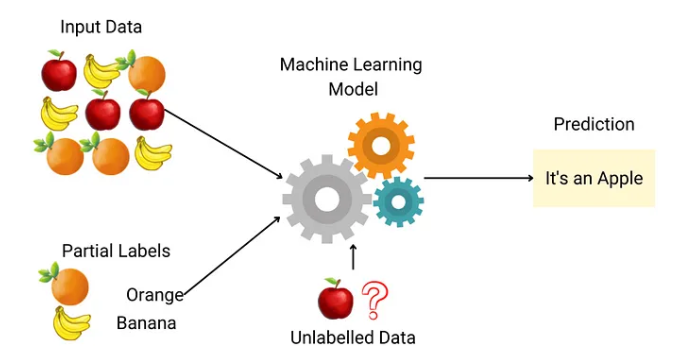 Input Data
Machine Learning
Model
Prediction
It's an Apple
Partial Labels
Orange
Banana
?
Unlabelled Data